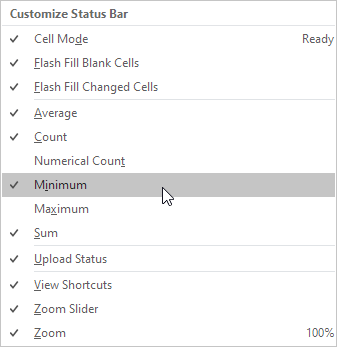 Customize Status Bar
Cell Mode Ready
Flash Fill Blank Cells
Flash Fill Changed Cells
Average
Count
Numerical Count
Minimum
Maximum
Sum
Upload Status
View Shortcuts
Zoom Slider
Zoom 100%